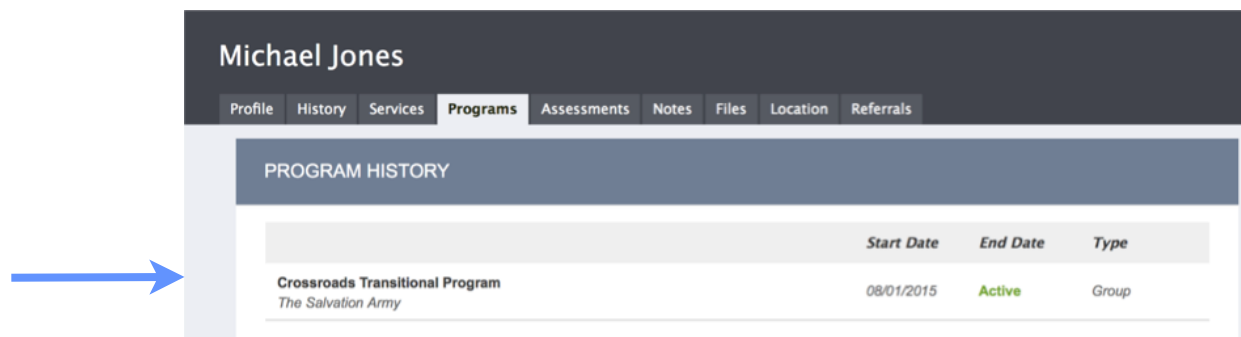 Michael Jones
Profile History Services Programs Assessments Notes Files Location Referrals
PROGRAM HISTORY
Start Date End Date Type
Crossroads Transitional Program 08/01/2015 Active Group
The Salvation Army